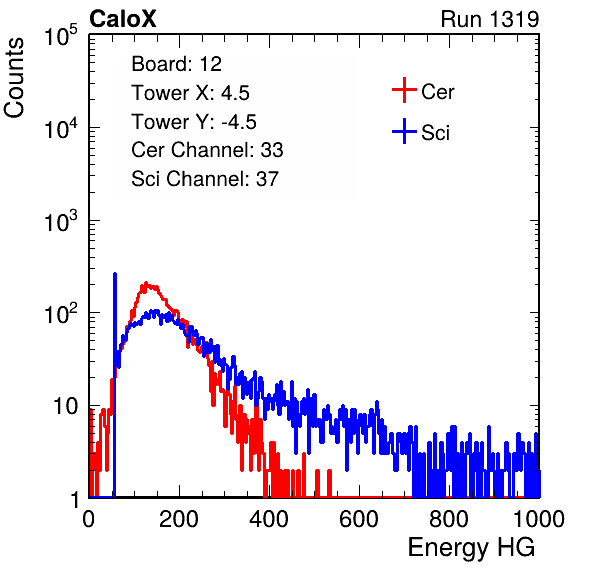 CaloX Run 1319
Counts
Board: 12
Tower X: 4.5
Tower Y: -4.5
Cer Channel: 33
Sci Channel: 37
Cer
Sci
10^5
10^4
10^3
10^2
10
1
0 200 400 600 800 1000
Energy HG